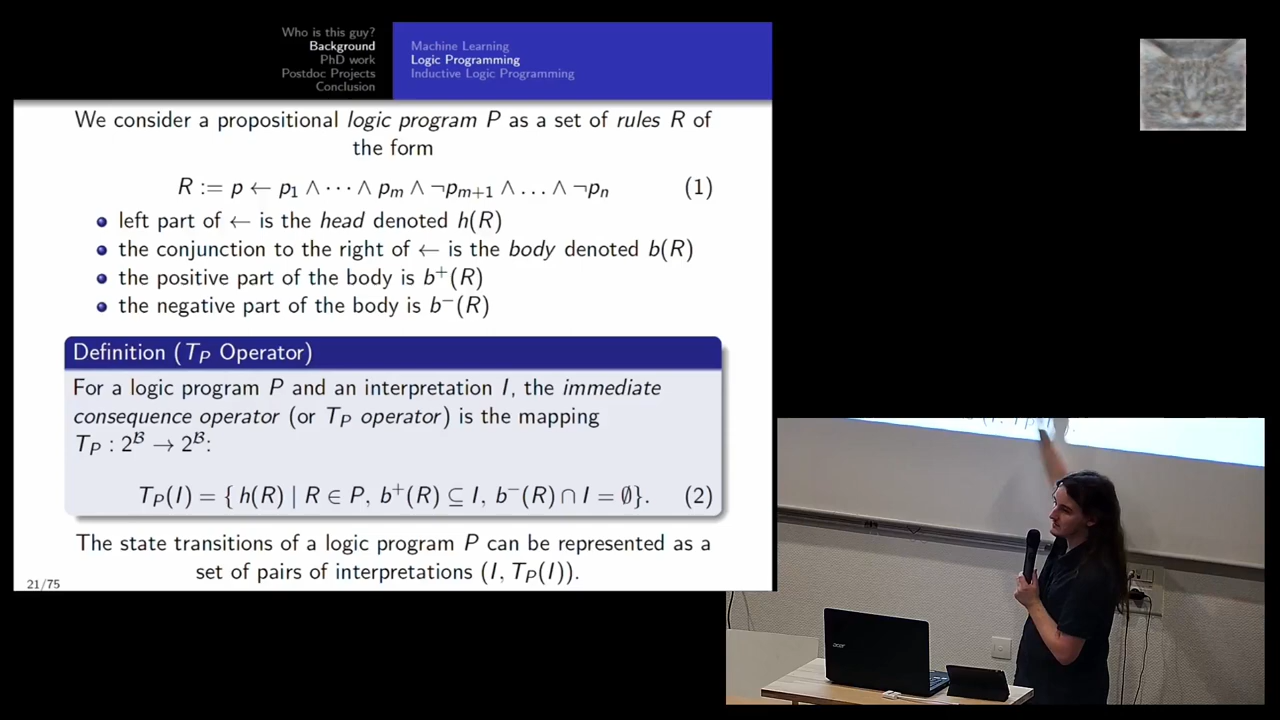 Who is this guy?
Background
PhD work
Postdoc Projects
Conclusion
Machine Learning
Logic Programming
Inductive Logic Programming
We consider a propositional logic program P as a set of rules R of
the form
R := p ← p₁ ∧ ⋯ ∧ pₘ ∧ ¬pₘ₊₁ ∧ … ∧ ¬pₙ (1)
• left part of ← is the head denoted h(R)
• the conjunction to the right of ← is the body denoted b(R)
• the positive part of the body is b⁺(R)
• the negative part of the body is b⁻(R)
Definition (T_P Operator)
For a logic program P and an interpretation I, the immediate
consequence operator (or T_P operator) is the mapping
T_P : 2^ℬ → 2^ℬ:
T_P(I) = { h(R) | R ∈ P, b⁺(R) ⊆ I, b⁻(R) ∩ I = ∅}. (2)
The state transitions of a logic program P can be represented as a
set of pairs of interpretations (I, T_P(I)).
21/75
acer